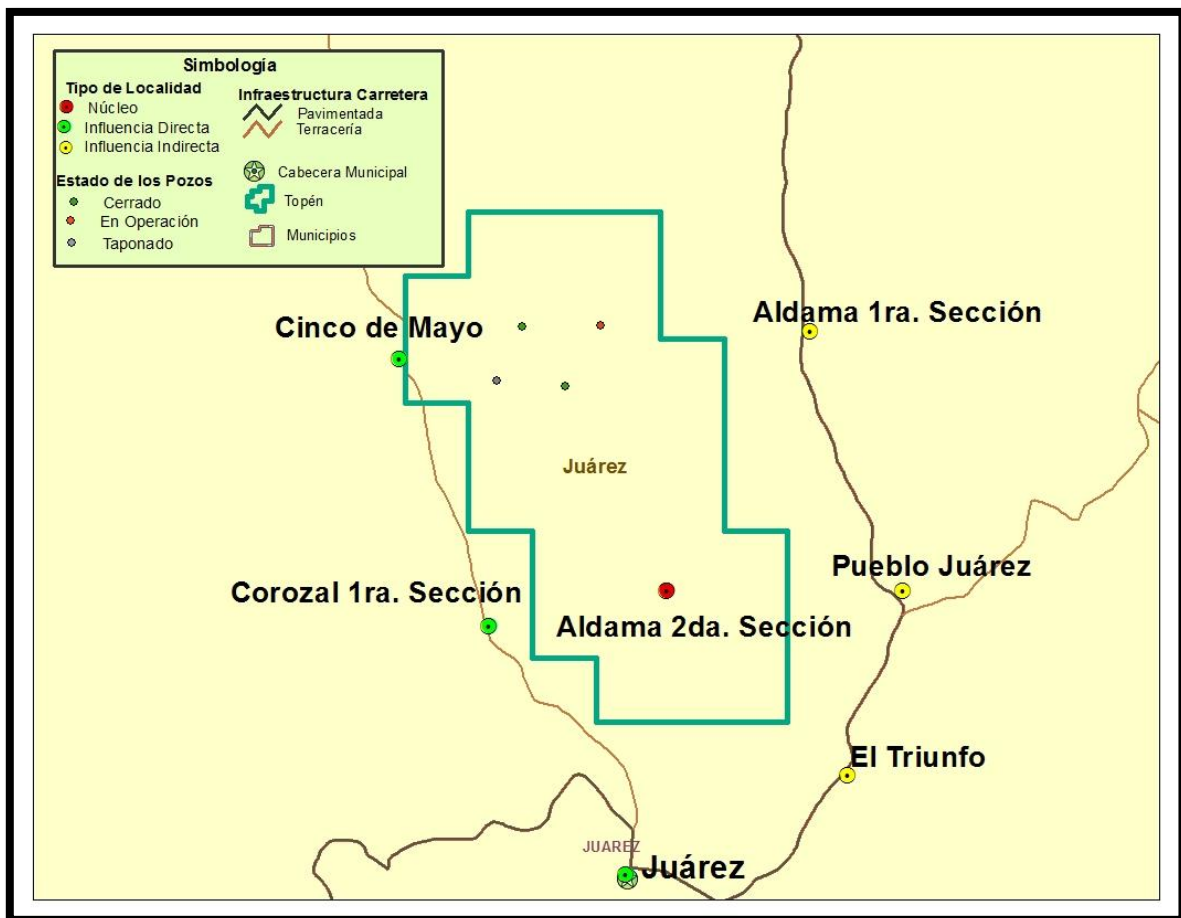 Simbología
Tipo de Localidad
Núcleo
Influencia Directa
Influencia Indirecta
Estado de los Pozos
Cerrado
En Operación
Taponado
Infraestructura Carretera
Pavimentada
Terracería
Cabecera Municipal
Topén
Municipios
Cinco de Mayo
Aldama 1ra. Sección
Juárez
Corozal 1ra. Sección
Pueblo Juárez
Aldama 2da. Sección
El Triunfo
JUAREZ
Juárez